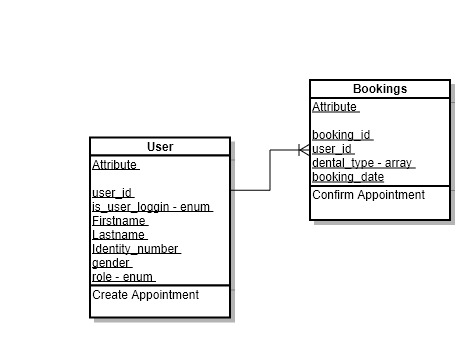 Bookings
Attribute
booking_id
user_id
dental_type - array
booking_date
Confirm Appointment
User
Attribute
user_id
is_user_loggin - enum
Firstname
Lastname
Identity_number
gender
role - enum
Create Appointment